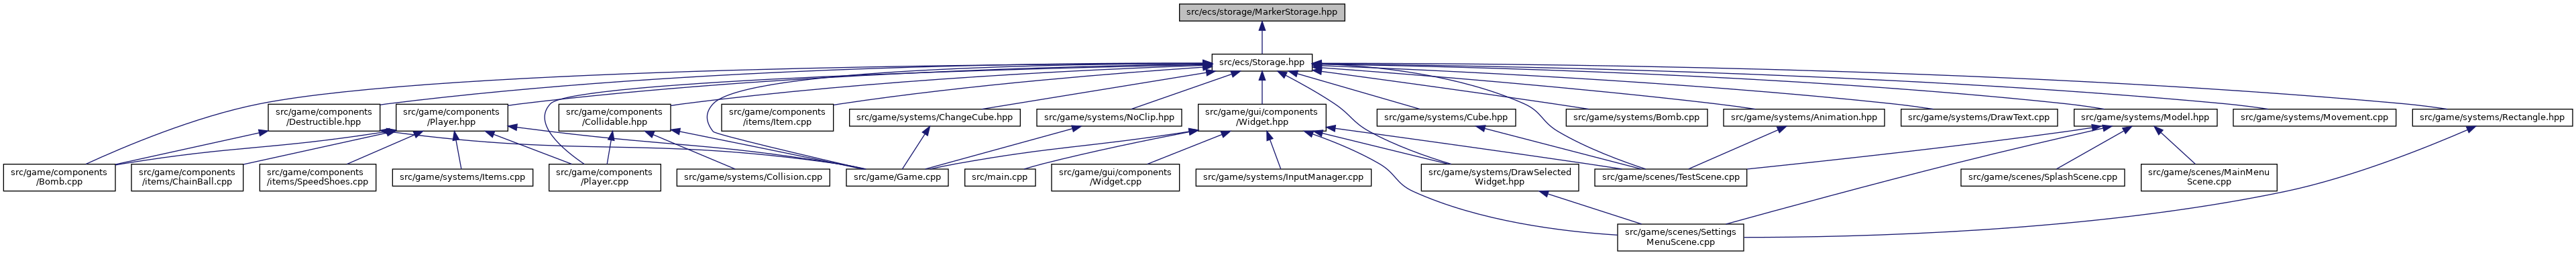 src/ecs/storage/MarkerStorage.hpp
src/ecs/Storage.hpp
src/game/components
/Destructible.hpp
src/game/components
/Player.hpp
src/game/components
/Collidable.hpp
src/game/components
/items/Item.cpp
src/game/systems/ChangeCube.hpp
src/game/systems/NoClip.hpp
src/game/gui/components
/Widget.hpp
src/game/systems/Cube.hpp
src/game/systems/Bomb.cpp
src/game/systems/Animation.hpp
src/game/systems/DrawText.cpp
src/game/systems/Model.hpp
src/game/systems/Movement.cpp
src/game/systems/Rectangle.hpp
src/game/components
/Bomb.cpp
src/game/components
/items/ChainBall.cpp
src/game/components
/items/SpeedShoes.cpp
src/game/systems/Items.cpp
src/game/components
/Player.cpp
src/game/systems/Collision.cpp
src/game/Game.cpp
src/main.cpp
src/game/gui/components
/Widget.cpp
src/game/systems/InputManager.cpp
src/game/systems/DrawSelected
Widget.hpp
src/game/scenes/TestScene.cpp
src/game/scenes/SplashScene.cpp
src/game/scenes/MainMenu
Scene.cpp
src/game/scenes/Settings
MenuScene.cpp